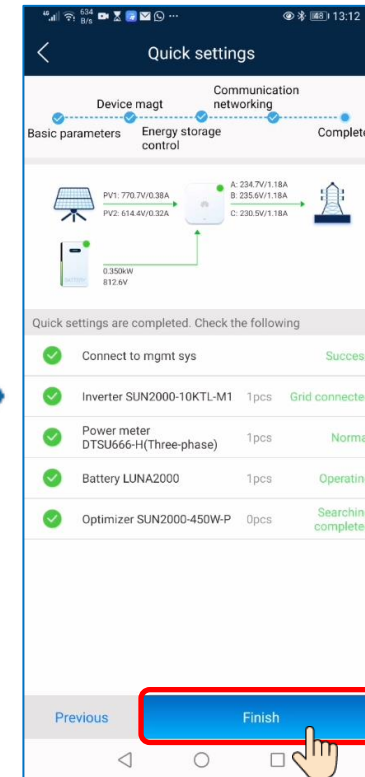 46 634 B/s ... 48 13:12
Quick settings
Device magt
Communication
networking
Basic parameters
Energy storage
control
Complete
PV1: 770.7V/0.38A
PV2: 614.4V/0.32A
A: 234.7V/1.18A
B: 235.6V/1.18A
C: 230.5V/1.18A
0.350kW
812.6V
Quick settings are completed. Check the following
Connect to mgmt sys Succes
Inverter SUN2000-10KTL-M1 1pcs Grid connecte
Power meter
DTSU666-H(Three-phase) 1pcs Norma
Battery LUNA2000 1pcs Operatin
Optimizer SUN2000-450W-P 0pcs Searchin
complete
Previous
Finish